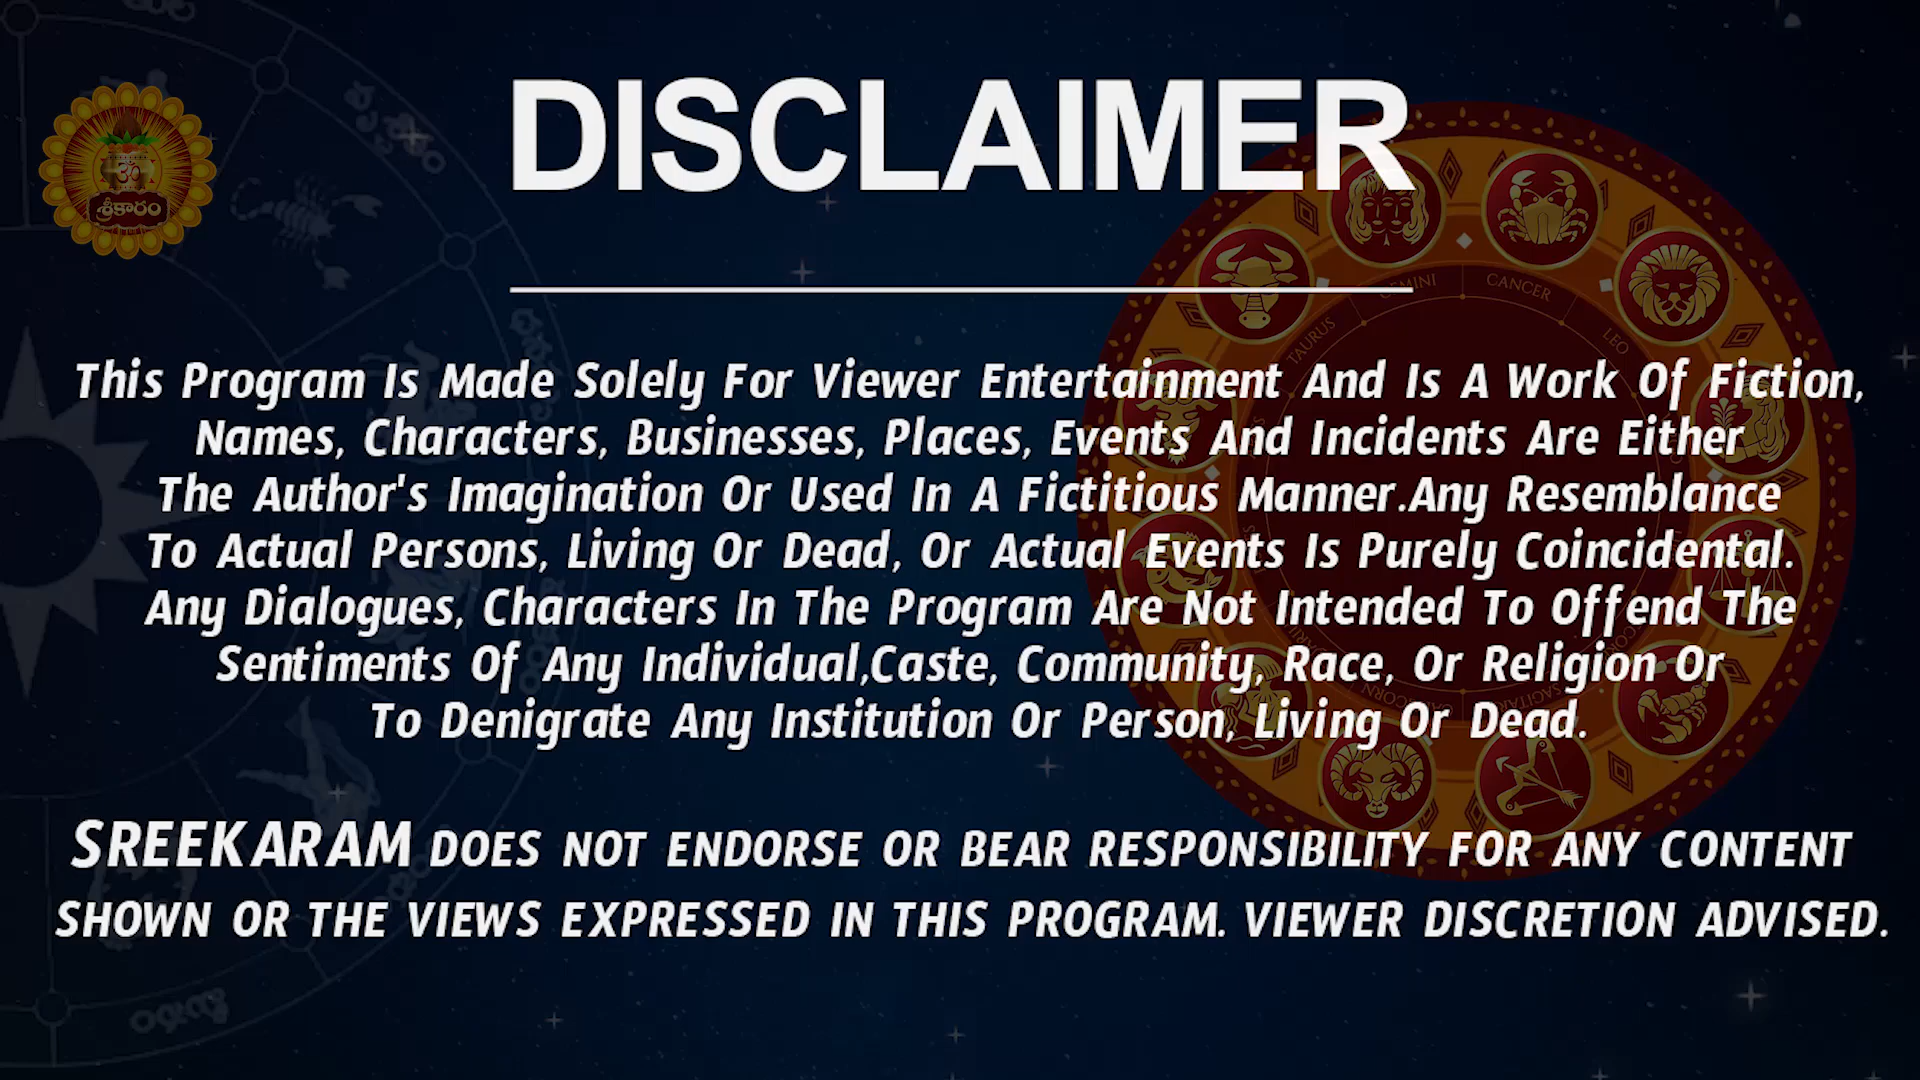 DISCLAIMER
ॐ
శ్రీకారం
GEMINI
CANCER
TAURUS
LEO
This Program Is Made Solely For Viewer Entertainment And Is A Work Of Fiction,
Names, Characters, Businesses, Places, Events And Incidents Are Either
The Author's Imagination Or Used In A Fictitious Manner.Any Resemblance
To Actual Persons, Living Or Dead, Or Actual Events Is Purely Coincidental.
Any Dialogues, Characters In The Program Are Not Intended To Offend The
Sentiments Of Any Individual,Caste, Community, Race, Or Religion Or
To Denigrate Any Institution Or Person, Living Or Dead.
SREEKARAM DOES NOT ENDORSE OR BEAR RESPONSIBILITY FOR ANY CONTENT
SHOWN OR THE VIEWS EXPRESSED IN THIS PROGRAM. VIEWER DISCRETION ADVISED.